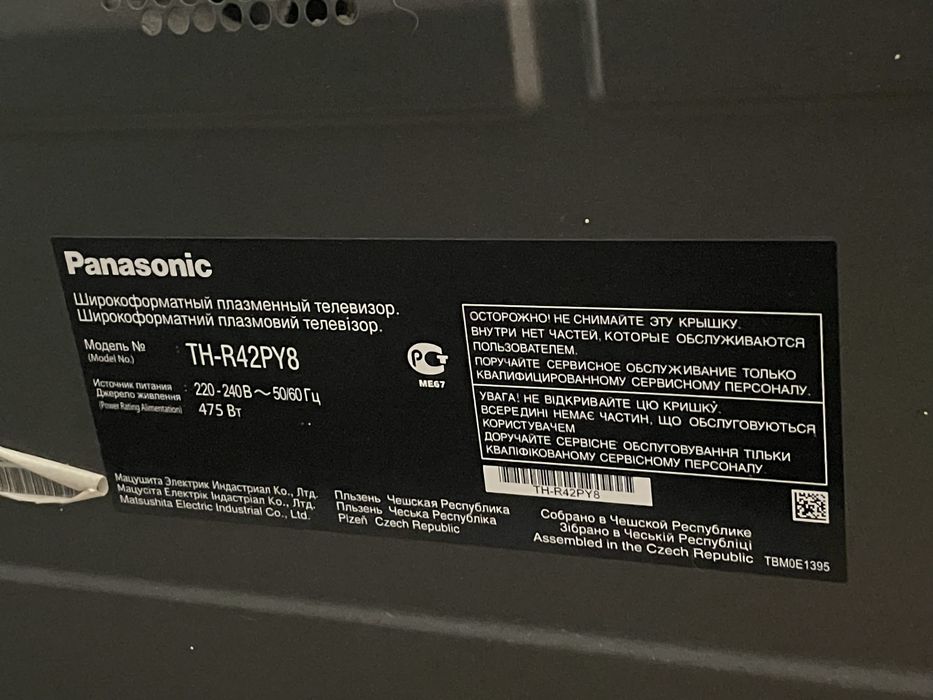 Panasonic
Широкоформатный плазменный телевизор.
Широкоформатний плазмовий телевізор.
Модель №
(Model No.)
: TH-R42PY8
Источник питания
Джерело живлення
(Power Rating Alimentation)
: 220-240В ~ 50/60 Гц
475 Вт
РСТ
ME67
ОСТОРОЖНО! НЕ СНИМАЙТЕ ЭТУ КРЫШКУ.
ВНУТРИ НЕТ ЧАСТЕЙ, КОТОРЫЕ ОБСЛУЖИВАЮТСЯ
ПОЛЬЗОВАТЕЛЕМ.
ПОРУЧАЙТЕ СЕРВИСНОЕ ОБСЛУЖИВАНИЕ ТОЛЬКО
КВАЛИФИЦИРОВАННОМУ СЕРВИСНОМУ ПЕРСОНАЛУ.
УВАГА! НЕ ВІДКРИВАЙТЕ ЦЮ КРИШКУ.
ВСЕРЕДИНІ НЕМАЄ ЧАСТИН, ЩО ОБСЛУГОВУЮТЬСЯ
КОРИСТУВАЧЕМ
ДОРУЧАЙТЕ СЕРВІСНЕ ОБСЛУГОВУВАННЯ ТІЛЬКИ
КВАЛІФІКОВАНОМУ СЕРВІСНОМУ ПЕРСОНАЛУ.
TH-R42PY8
Мацушита Электрик Индастриал Ко., Лтд.
Мацусіта Електрік Індастріал Ко., Лтд.
Matsushita Electric Industrial Co., Ltd.
Пльзень Чешская Республика
Пльзень Чеська Республіка
Plizeň Czech Republic
Собрано в Чешской Республике
Зібрано в Чеській Республіці
Assembled in the Czech Republic
TBM0E1395